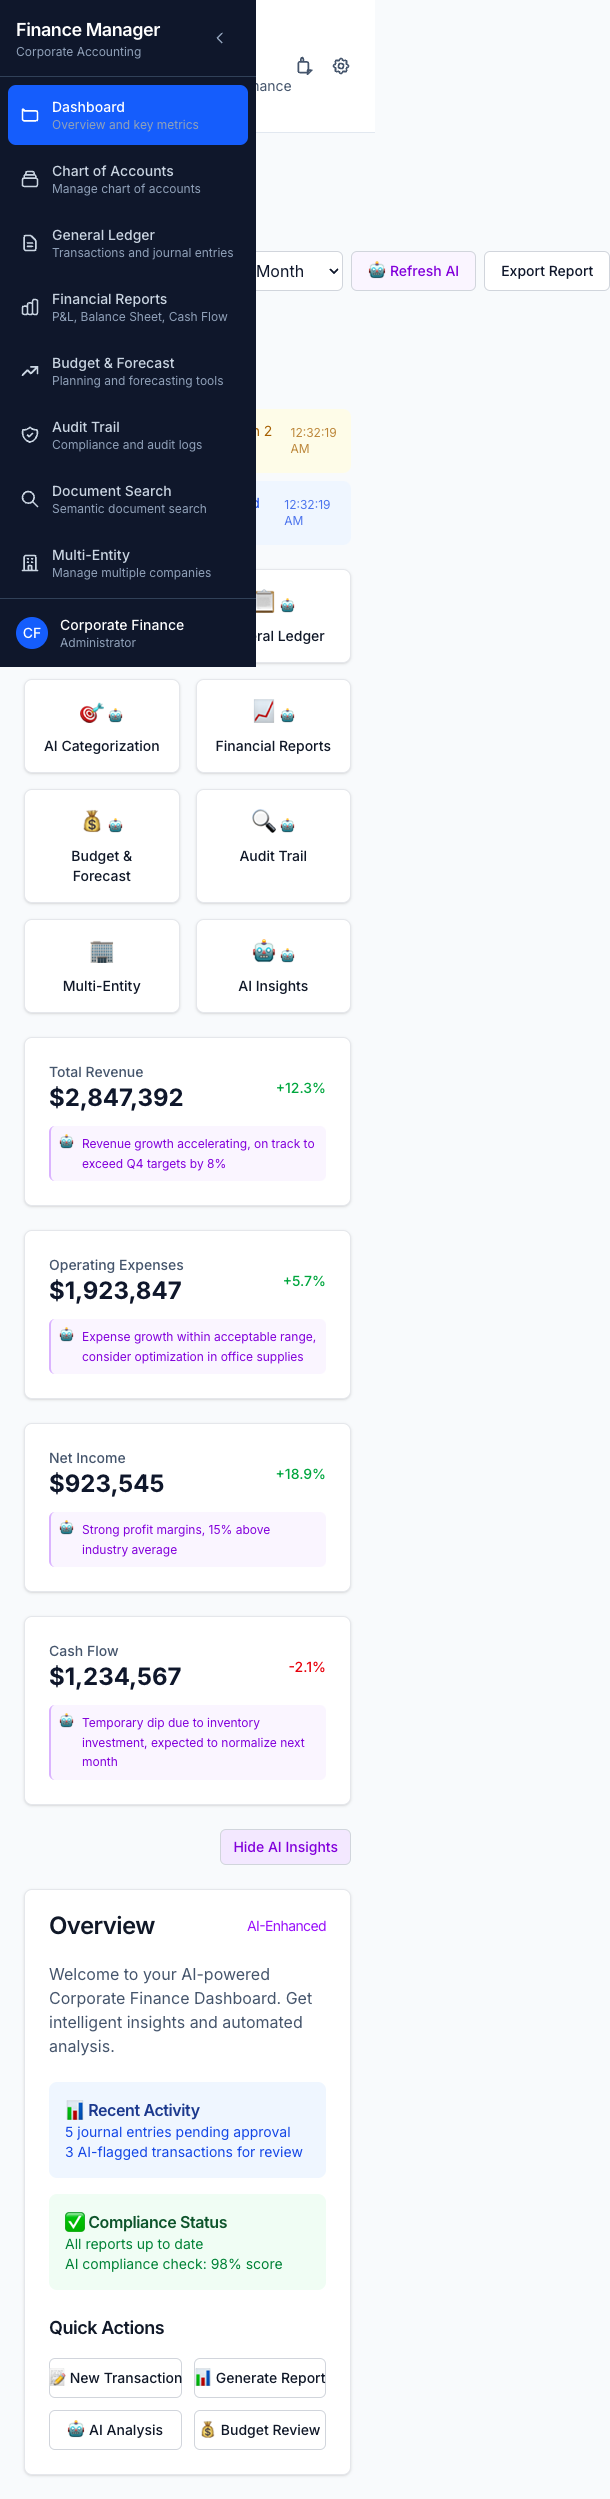 Finance Manager
Corporate Accounting
Dashboard
Overview and key metrics
Chart of Accounts
Manage chart of accounts
General Ledger
Transactions and journal entries
Financial Reports
P&L, Balance Sheet, Cash Flow
Budget & Forecast
Planning and forecasting tools
Audit Trail
Compliance and audit logs
Document Search
Semantic document search
Multi-Entity
Manage multiple companies
CF
Corporate Finance
Administrator
Month
Refresh AI
Export Report
2
12:32:19
AM
12:32:19
AM
Ledger
AI Categorization
Financial Reports
Budget &
Forecast
Audit Trail
Multi-Entity
AI Insights
Total Revenue
$2,847,392
+12.3%
Revenue growth accelerating, on track to
exceed Q4 targets by 8%
Operating Expenses
$1,923,847
+5.7%
Expense growth within acceptable range,
consider optimization in office supplies
Net Income
$923,545
+18.9%
Strong profit margins, 15% above
industry average
Cash Flow
$1,234,567
-2.1%
Temporary dip due to inventory
investment, expected to normalize next
month
Hide AI Insights
Overview
AI-Enhanced
Welcome to your AI-powered
Corporate Finance Dashboard. Get
intelligent insights and automated
analysis.
Recent Activity
5 journal entries pending approval
3 AI-flagged transactions for review
Compliance Status
All reports up to date
AI compliance check: 98% score
Quick Actions
New Transaction
Generate Report
AI Analysis
Budget Review